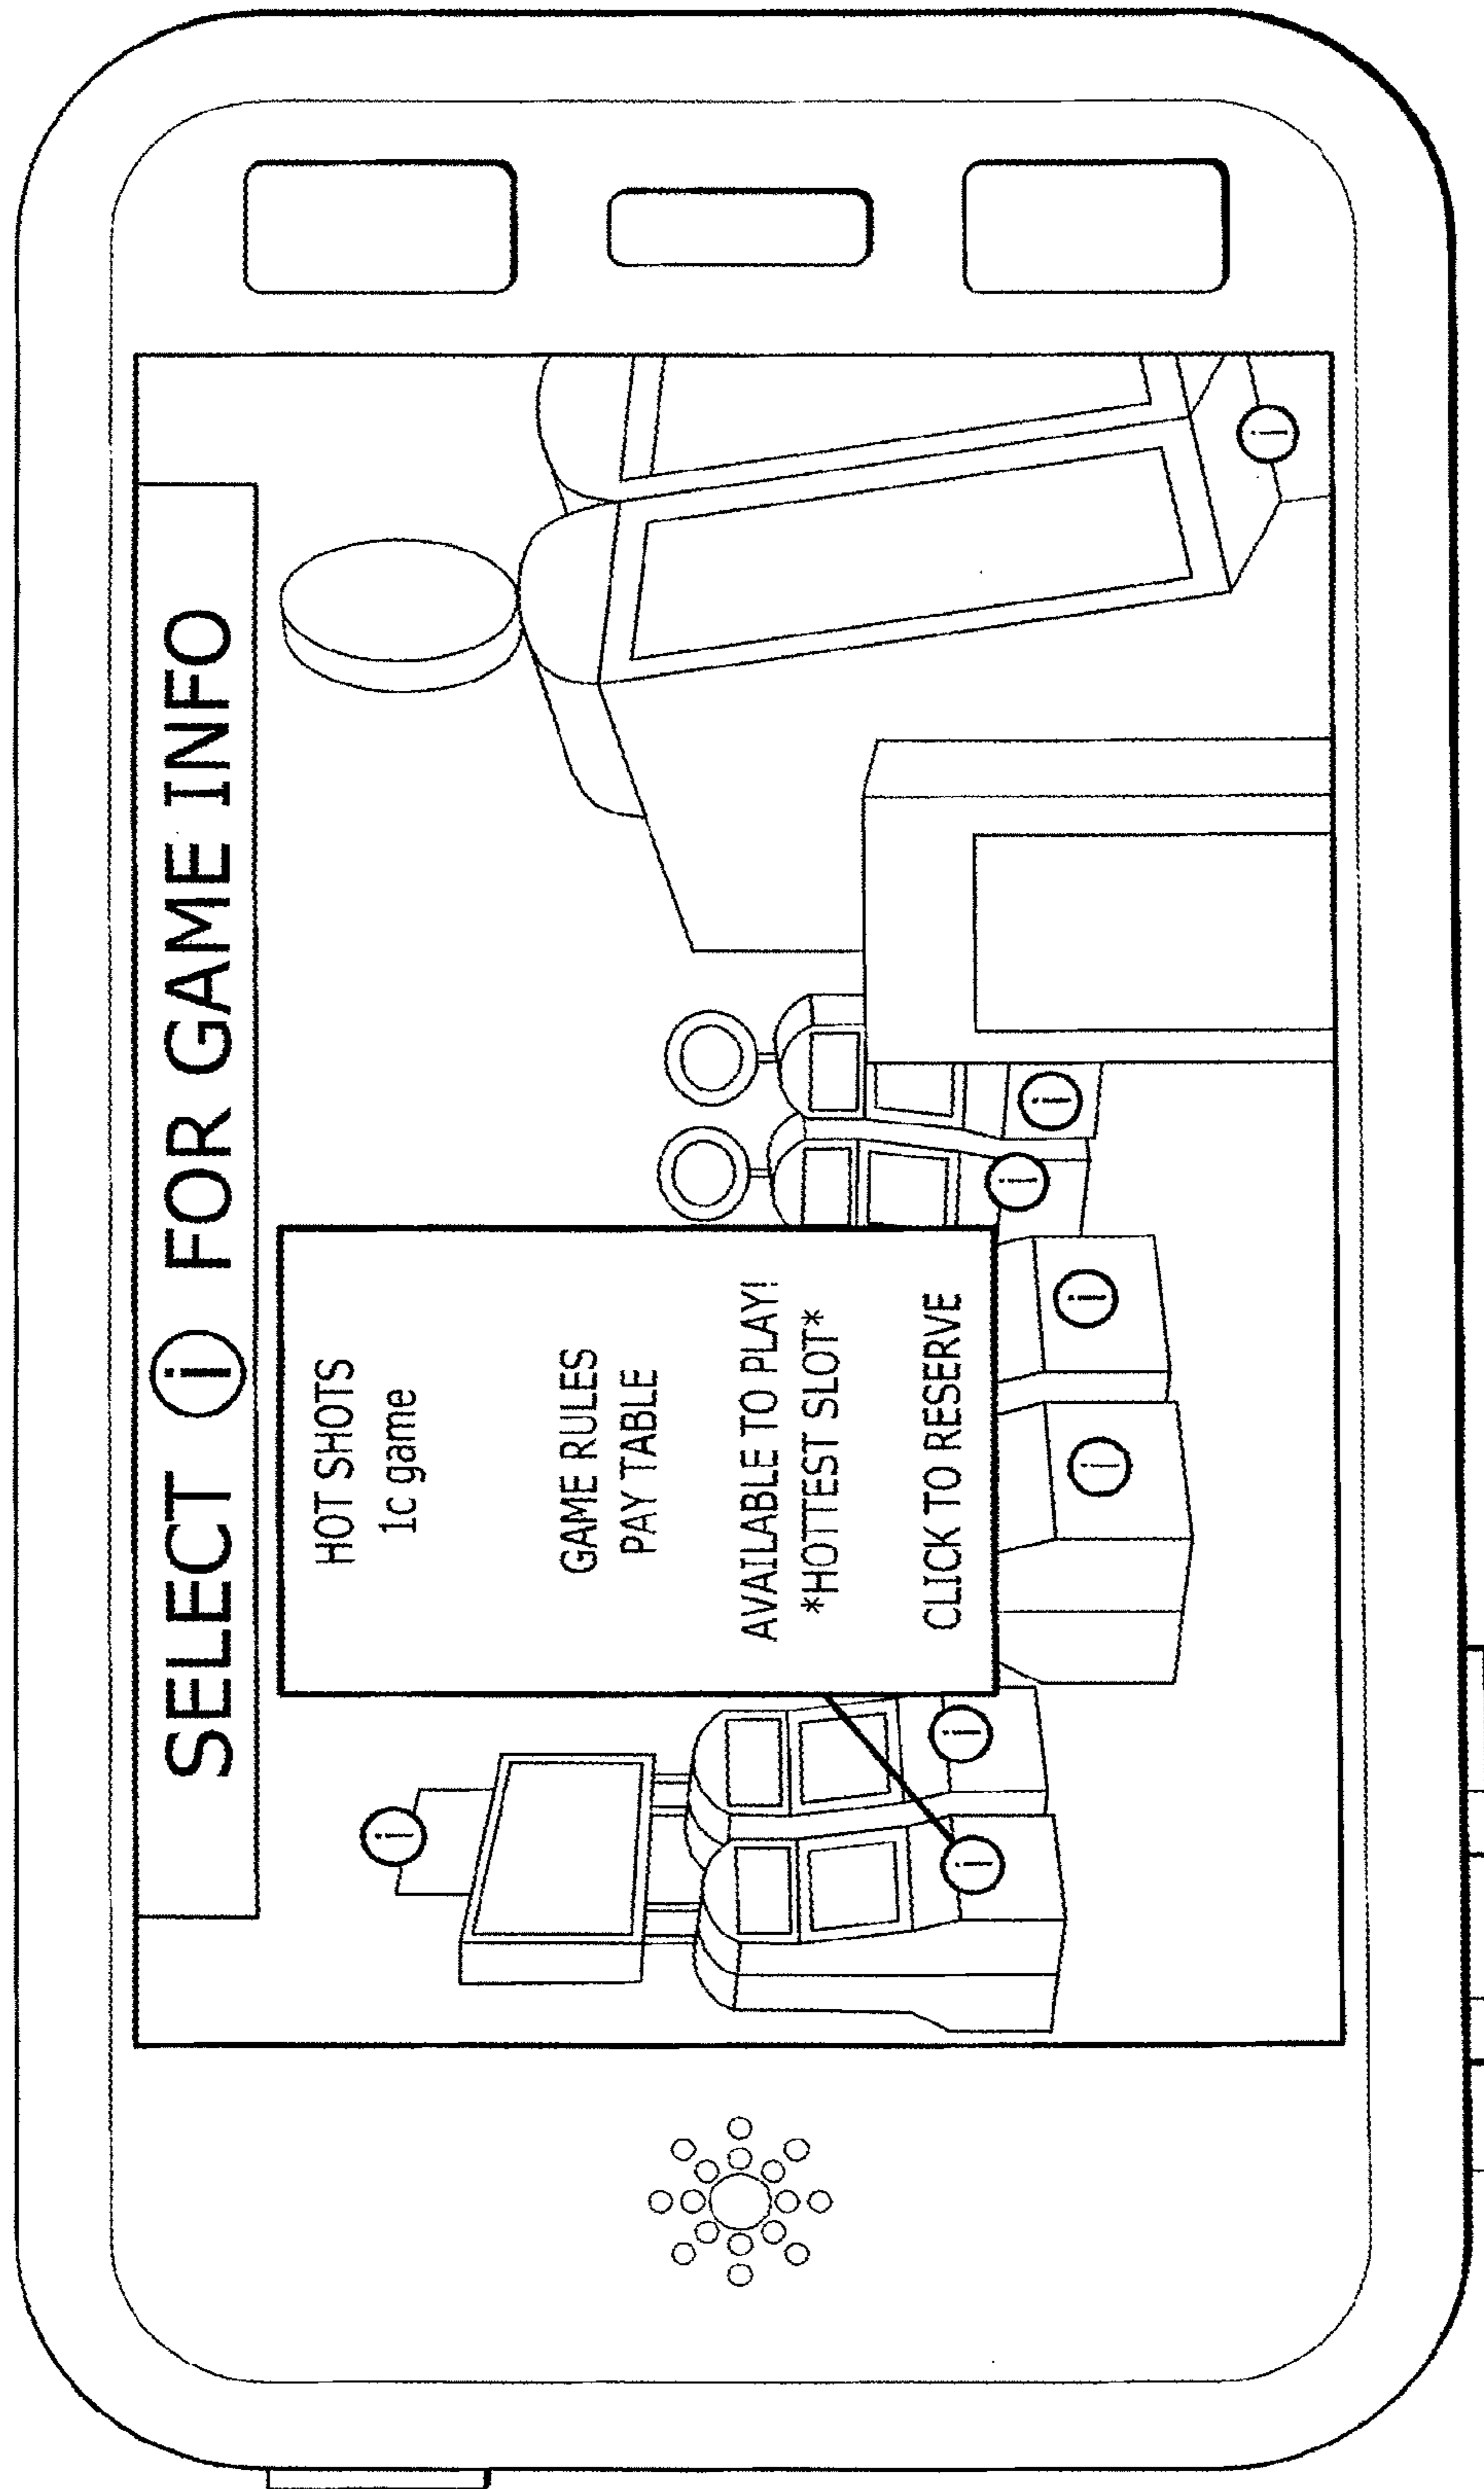 SELECT i FOR GAME INFO
HOT SHOTS
1c game
GAME RULES
PAY TABLE
AVAILABLE TO PLAY!
*HOTTEST SLOT*
CLICK TO RESERVE
i
i
i
i
i
i
i
i